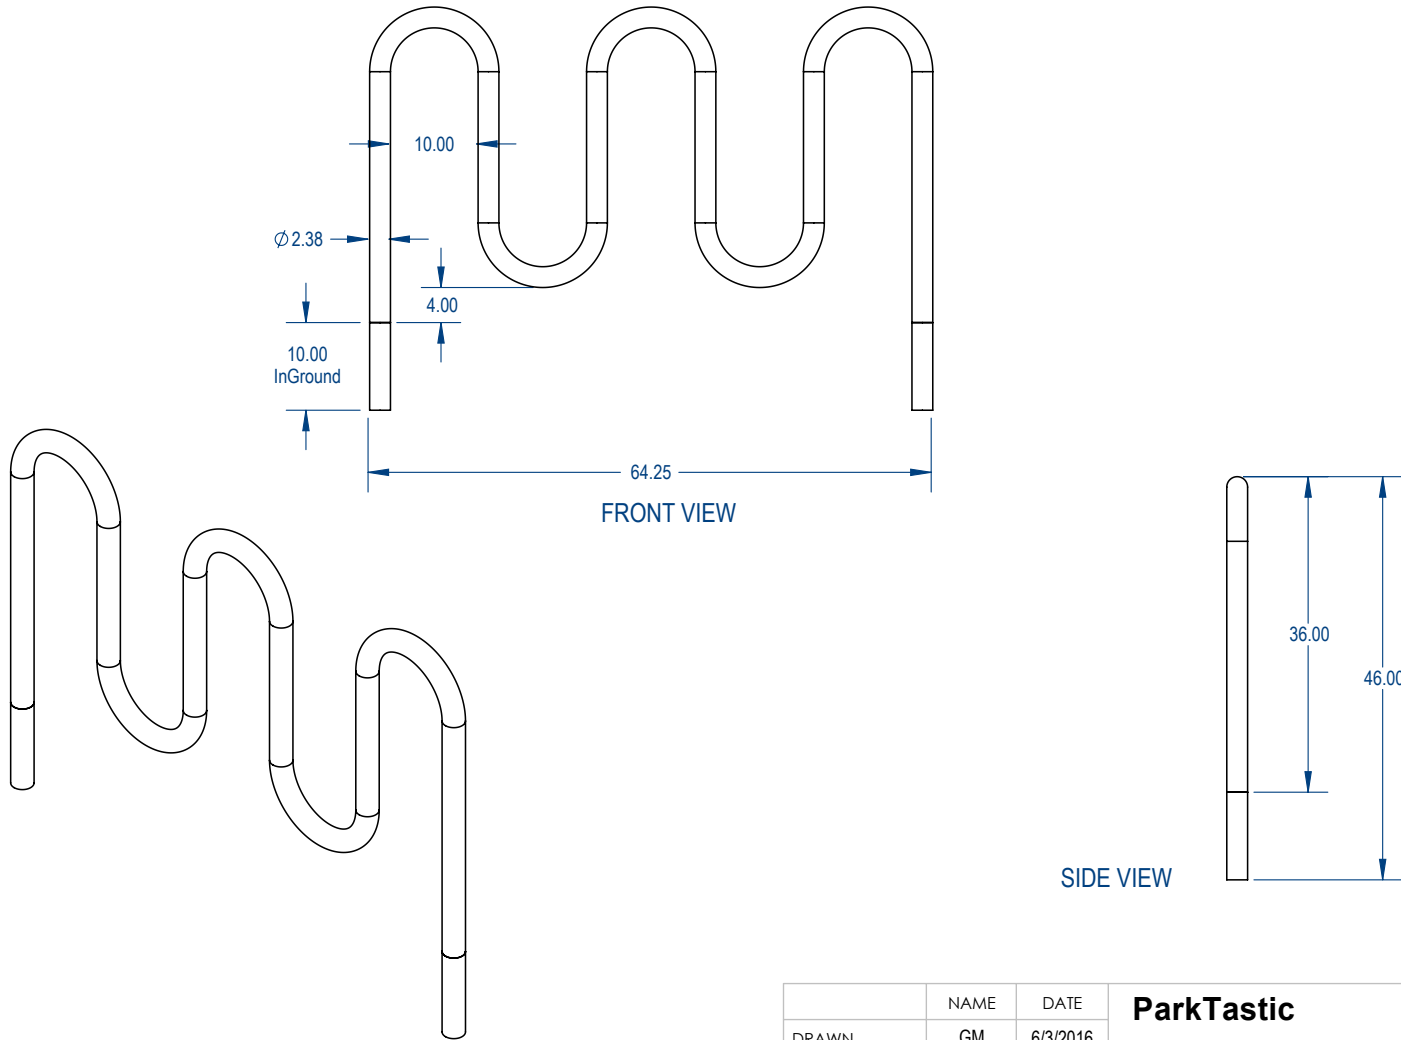 10.00
⌀2.38
4.00
10.00
InGround
64.25
FRONT VIEW
36.00
46.00
SIDE VIEW
NAME DATE
ParkTastic
DRAWN GM 6/3/2016